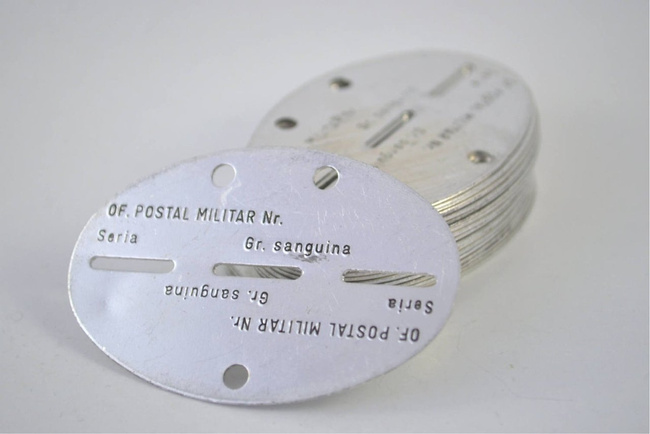 OF. POSTAL MILITAR Nr.
Seria Gr. sanguina
Gr. sanguina Seria
OF. POSTAL MILITAR Nr.